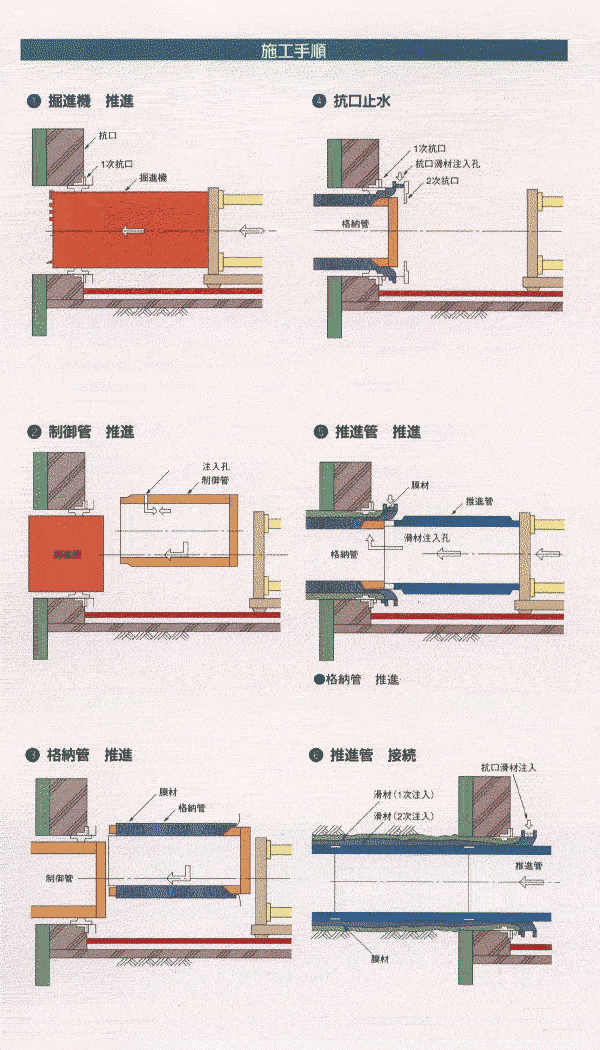 施工手順
❶ 掘進機 推進
抗口
1次抗口
掘進機
❷ 制御管 推進
注入孔
制御管
掘進機
❸ 格納管 推進
膜材
格納管
制御管
❹ 抗口止水
1次抗口
抗口滑材注入孔
2次抗口
格納管
❺ 推進管 推進
膜材
推進管
滑材注入孔
格納管
●格納管 推進
❻ 推進管 接続
抗口滑材注入
滑材(1次注入)
滑材(2次注入)
推進管
膜材